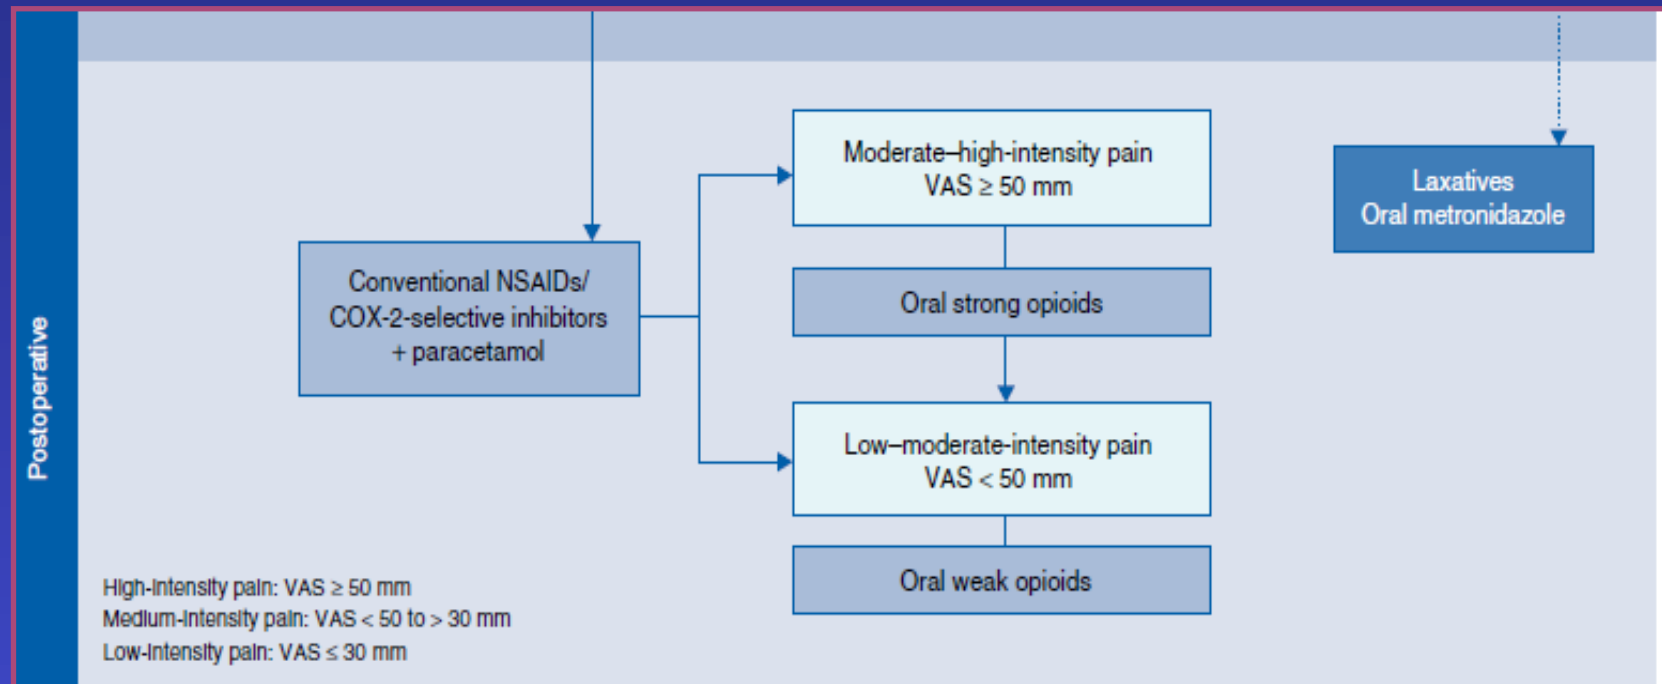 Postoperative
Conventional NSAIDs/
COX-2-selective inhibitors
+ paracetamol
Moderate–high-intensity pain
VAS ≥ 50 mm
Oral strong opioids
Low–moderate-intensity pain
VAS < 50 mm
Oral weak opioids
Laxatives
Oral metronidazole
High-intensity pain: VAS ≥ 50 mm
Medium-intensity pain: VAS < 50 to > 30 mm
Low-intensity pain: VAS ≤ 30 mm